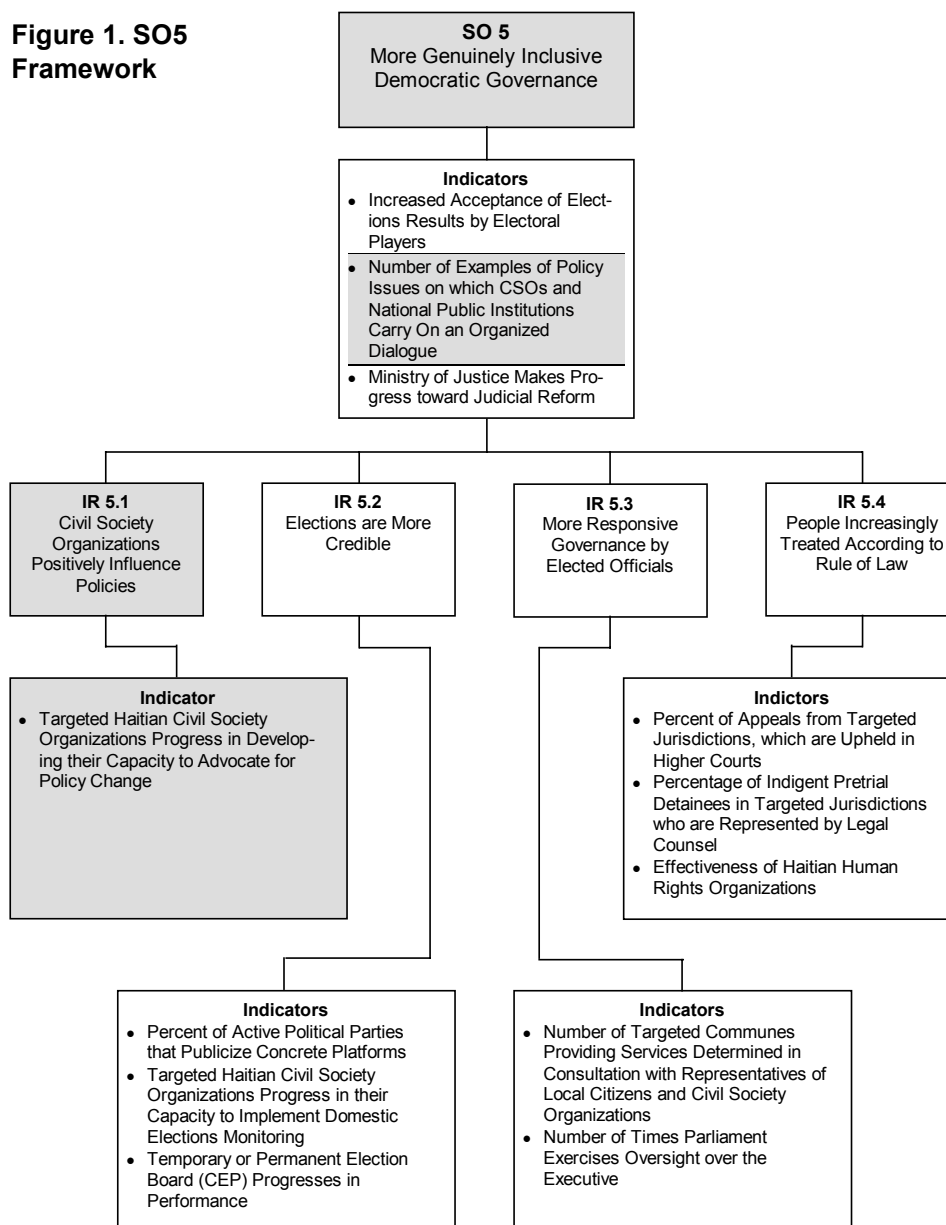 Figure 1. SO5
Framework
SO 5
More Genuinely Inclusive
Democratic Governance
Indicators
• Increased Acceptance of Elect-
ions Results by Electoral
Players
• Number of Examples of Policy
Issues on which CSOs and
National Public Institutions
Carry On an Organized
Dialogue
• Ministry of Justice Makes Pro-
gress toward Judicial Reform
IR 5.1
Civil Society
Organizations
Positively Influence
Policies
IR 5.2
Elections are More
Credible
IR 5.3
More Responsive
Governance by
Elected Officials
IR 5.4
People Increasingly
Treated According to
Rule of Law
Indicator
• Targeted Haitian Civil Society
Organizations Progress in Develop-
ing their Capacity to Advocate for
Policy Change
Indictors
• Percent of Appeals from Targeted
Jurisdictions, which are Upheld in
Higher Courts
• Percentage of Indigent Pretrial
Detainees in Targeted Jurisdictions
who are Represented by Legal
Counsel
• Effectiveness of Haitian Human
Rights Organizations
Indicators
• Percent of Active Political Parties
that Publicize Concrete Platforms
• Targeted Haitian Civil Society
Organizations Progress in their
Capacity to Implement Domestic
Elections Monitoring
• Temporary or Permanent Election
Board (CEP) Progresses in
Performance
Indicators
• Number of Targeted Communes
Providing Services Determined in
Consultation with Representatives of
Local Citizens and Civil Society
Organizations
• Number of Times Parliament
Exercises Oversight over the
Executive